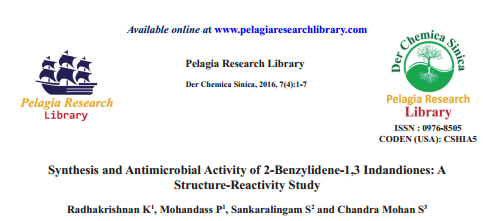 Available online at www.pelagiaresearchlibrary.com
Pelagia Research Library
Der Chemica Sinica, 2016, 7(4):1-7
Pelagia Research
Library
Der Chemica Sinica
Pelagia Research
Library
ISSN : 0976-8505
CODEN (USA): CSHIA5
Synthesis and Antimicrobial Activity of 2-Benzylidene-1,3 Indandiones: A
Structure-Reactivity Study
Radhakrishnan K¹, Mohandass P¹, Sankaralingam S² and Chandra Mohan S³